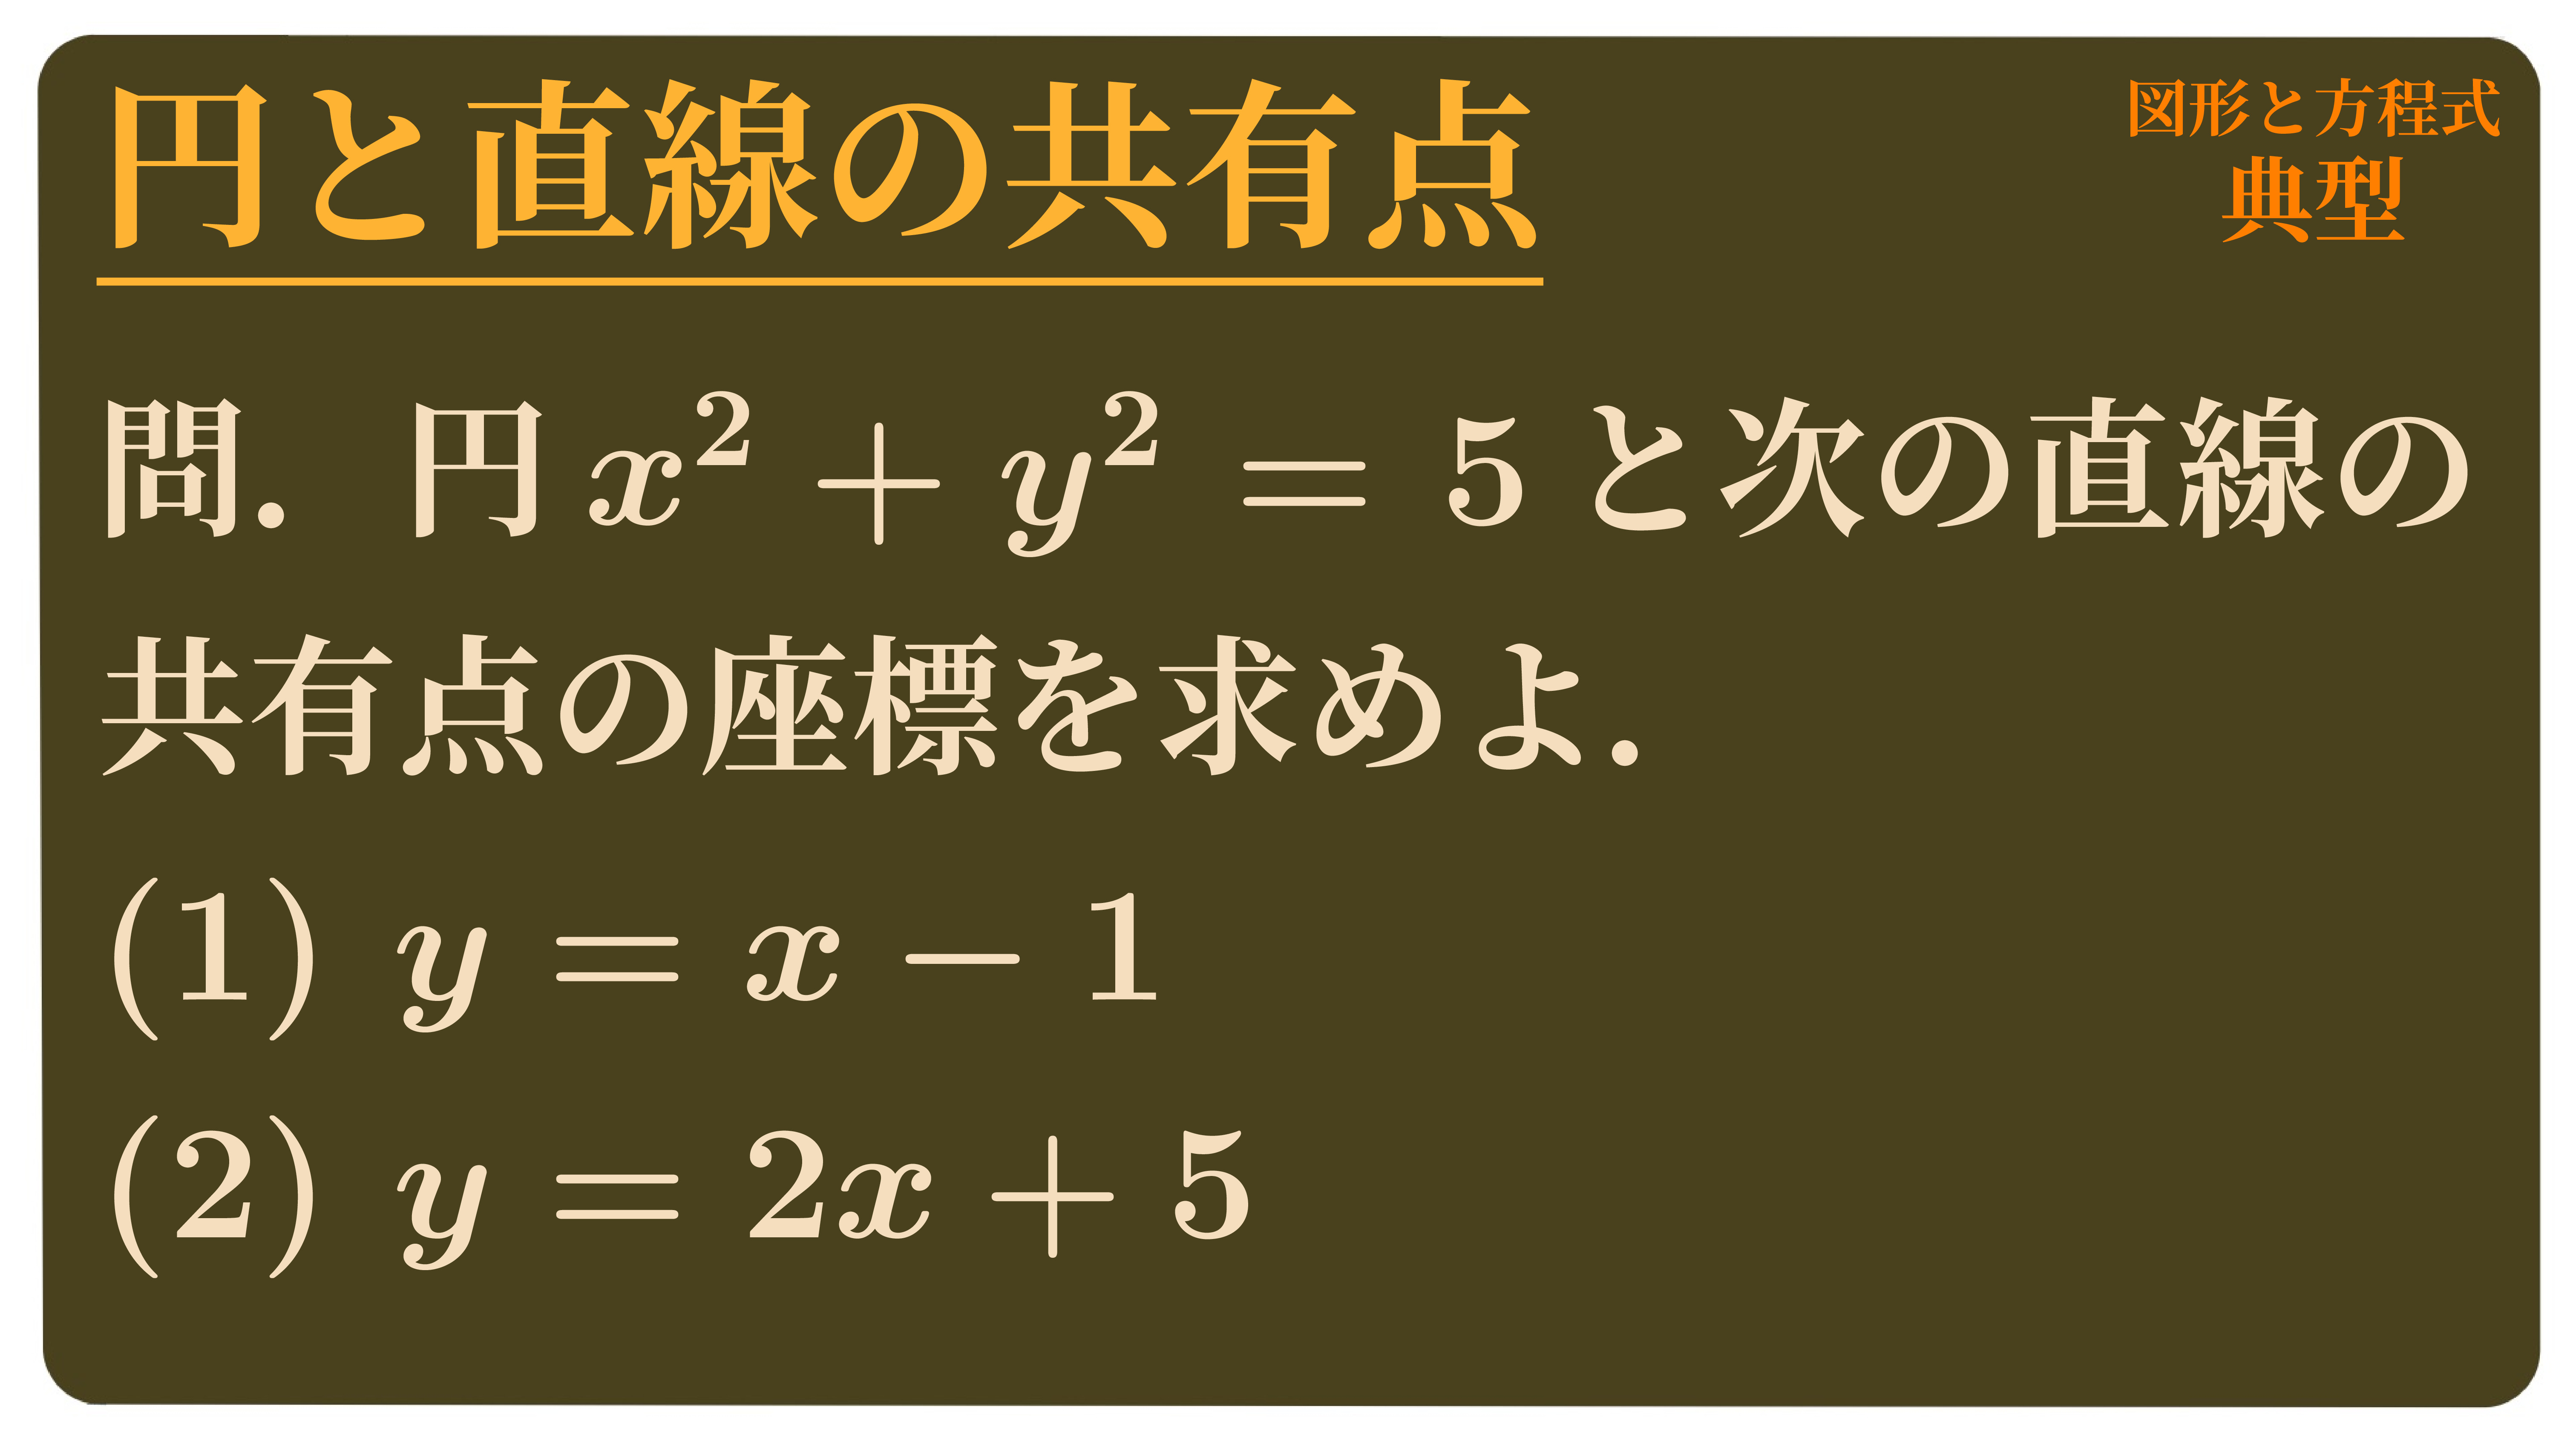 円と直線の共有点
図形と方程式
典型
問.  円 x² + y² = 5 と次の直線の
共有点の座標を求めよ.
(1) y = x − 1
(2) y = 2x + 5